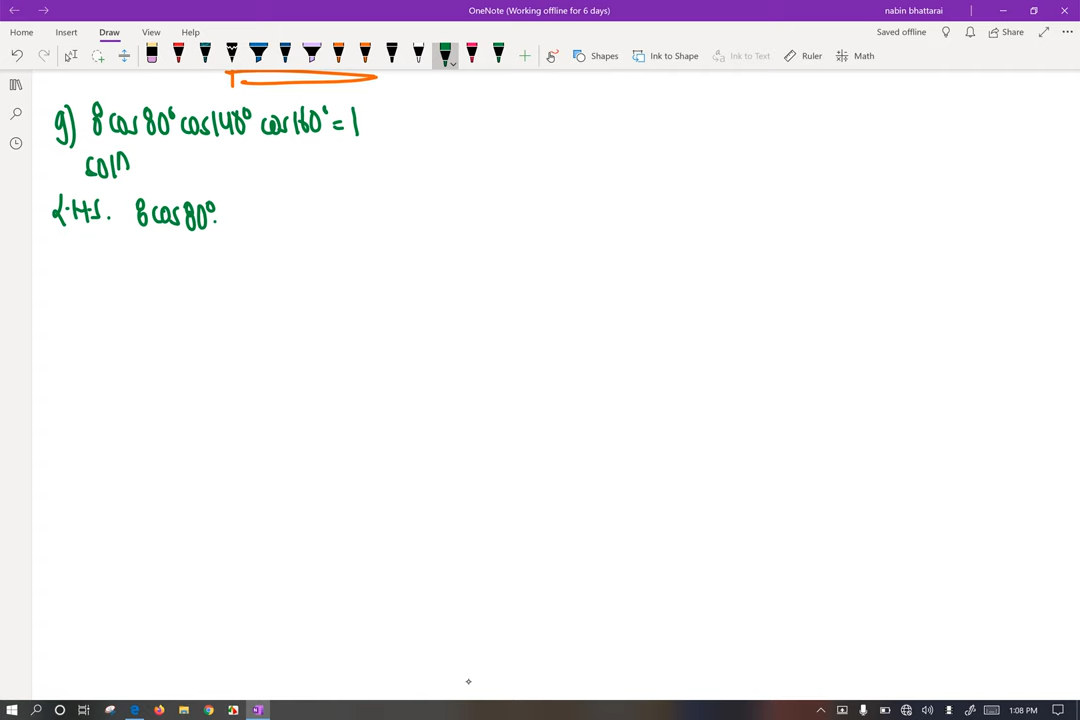 OneNote (Working offline for 6 days)
nabin bhattarai
Home Insert Draw View Help
Saved offline
Share
Shapes
Ink to Shape
Ink to Text
Ruler
Math
g) 8 cos 80° cos 148° cos 160° = 1
soln
L.H.S. 8 cos 80°.
1:08 PM